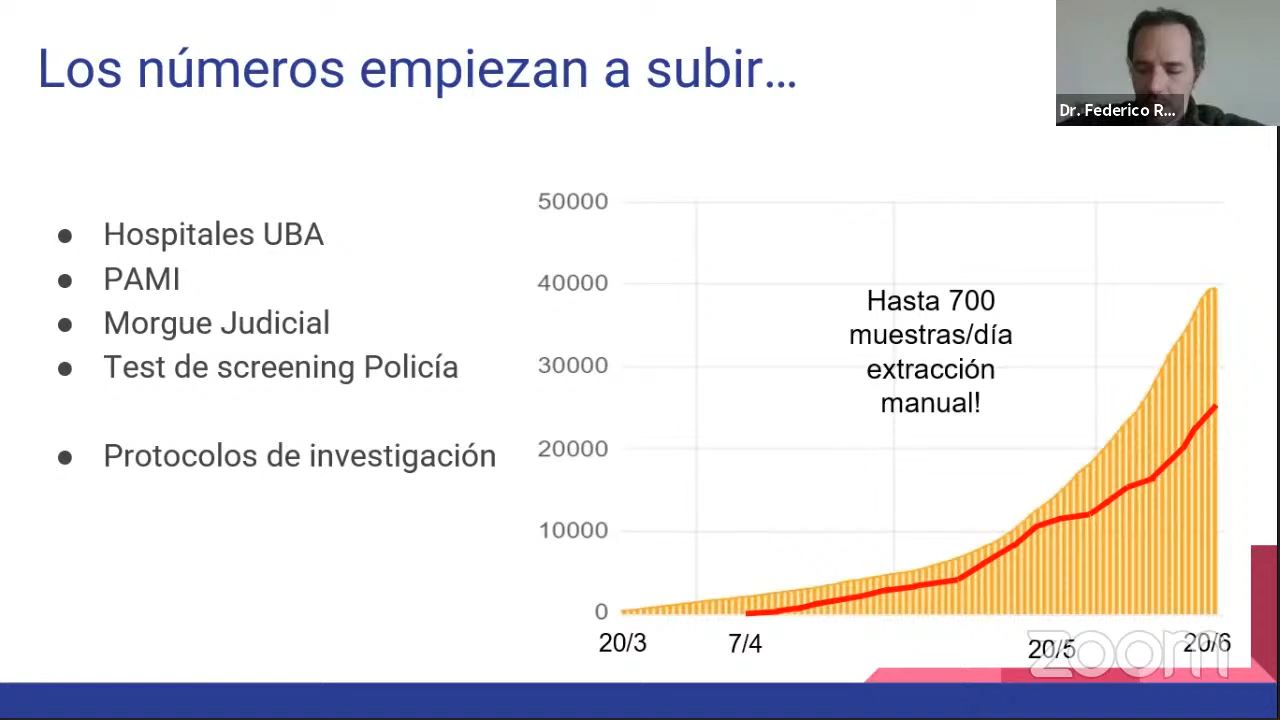 Los números empiezan a subir...
Dr. Federico R...
● Hospitales UBA
● PAMI
● Morgue Judicial
● Test de screening Policía
● Protocolos de investigación
50000
40000
30000
20000
10000
0
Hasta 700
muestras/día
extracción
manual!
20/3
7/4
20/5
20/6
zoom